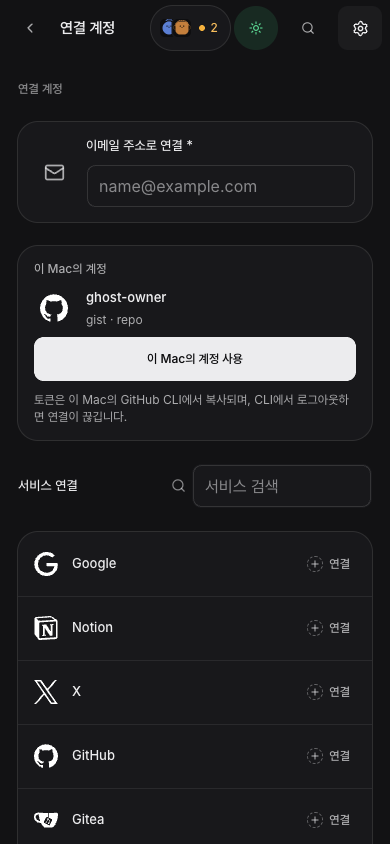 연결 계정
2
연결 계정
이메일 주소로 연결 *
name@example.com
이 Mac의 계정
ghost-owner
gist · repo
이 Mac의 계정 사용
토큰은 이 Mac의 GitHub CLI에서 복사되며, CLI에서 로그아웃하
면 연결이 끊깁니다.
서비스 연결
서비스 검색
Google
연결
Notion
연결
X
연결
GitHub
연결
Gitea
연결